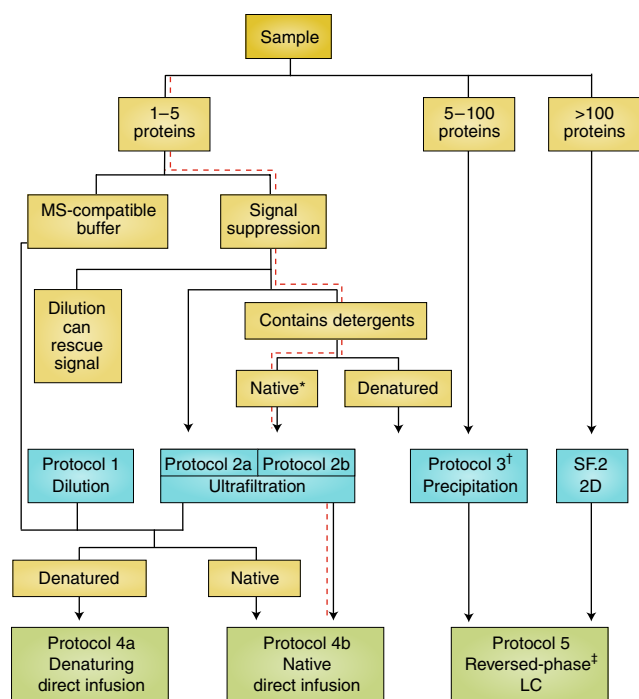 Sample
1–5
proteins
5–100
proteins
>100
proteins
MS-compatible
buffer
Signal
suppression
Dilution
can
rescue
signal
Contains detergents
Native*
Denatured
Protocol 1
Dilution
Protocol 2a
Protocol 2b
Ultrafiltration
Protocol 3†
Precipitation
SF.2
2D
Denatured
Native
Protocol 4a
Denaturing
direct infusion
Protocol 4b
Native
direct infusion
Protocol 5
Reversed-phase‡
LC